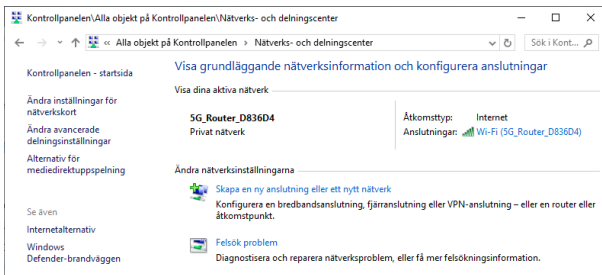 Kontrollpanelen\Alla objekt på Kontrollpanelen\Nätverks- och delningscenter
« Alla objekt på Kontrollpanelen › Nätverks- och delningscenter
Sök i Kont...
Kontrollpanelen - startsida
Ändra inställningar för
nätverkskort
Ändra avancerade
delningsinställningar
Alternativ för
mediedirektuppspelning
Se även
Internetalternativ
Windows
Defender-brandväggen
Visa grundläggande nätverksinformation och konfigurera anslutningar
Visa dina aktiva nätverk
5G_Router_D836D4
Privat nätverk
Åtkomsttyp: Internet
Anslutningar: Wi-Fi (5G_Router_D836D4)
Ändra nätverksinställningarna
Skapa en ny anslutning eller ett nytt nätverk
Konfigurera en bredbandsanslutning, fjärranslutning eller VPN-anslutning – eller en router eller
åtkomstpunkt.
Felsök problem
Diagnostisera och reparera nätverksproblem, eller få mer felsökningsinformation.